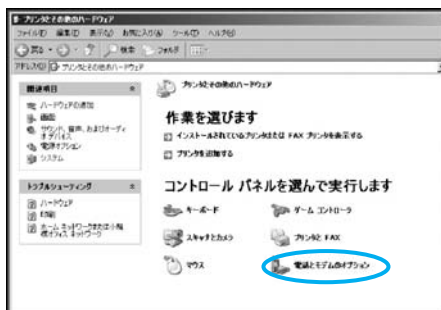 プリンタとその他のハードウェア
ファイル(F) 編集(E) 表示(V) お気に入り(A) ツール(T) ヘルプ(H)
戻る 検索 フォルダ
アドレス(D) プリンタとその他のハードウェア
関連項目
ハードウェアの追加
画面
サウンド、音声、およびオーディオ デバイス
電源オプション
システム
トラブルシューティング
ハードウェア
印刷
ホーム ネットワークまたは小規模オフィス ネットワーク
プリンタとその他のハードウェア
作業を選びます
インストールされているプリンタまたは FAX プリンタを表示する
プリンタを追加する
コントロール パネルを選んで実行します
キーボード
ゲーム コントローラ
スキャナとカメラ
プリンタと FAX
マウス
電話とモデムのオプション